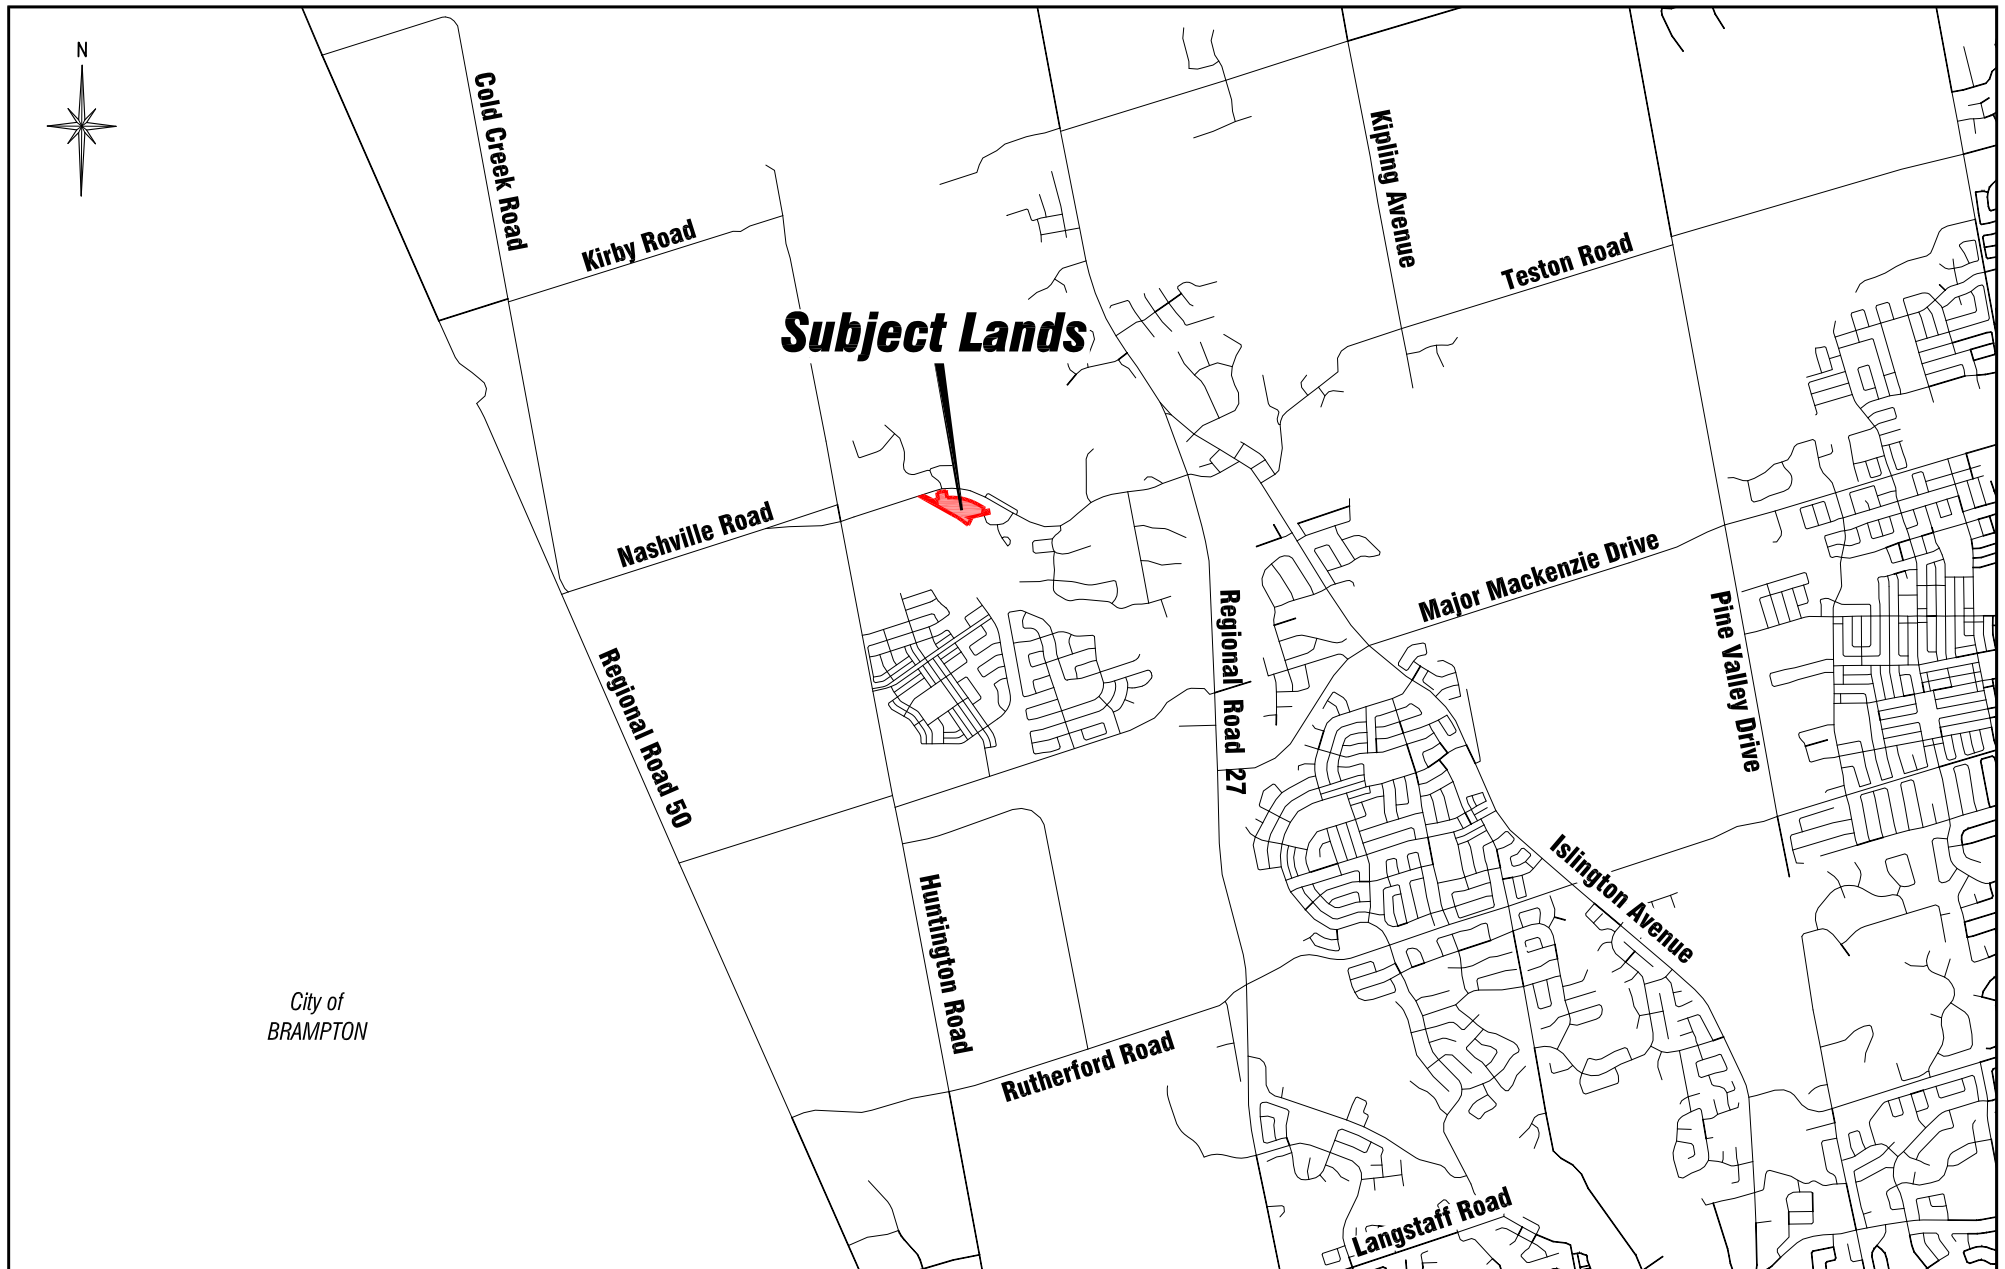 N
Cold Creek Road
Kipling Avenue
Kirby Road
Teston Road
Subject Lands
Nashville Road
Major Mackenzie Drive
Regional Road 27
Pine Valley Drive
Regional Road 50
Islington Avenue
Huntington Road
City of
BRAMPTON
Rutherford Road
Langstaff Road